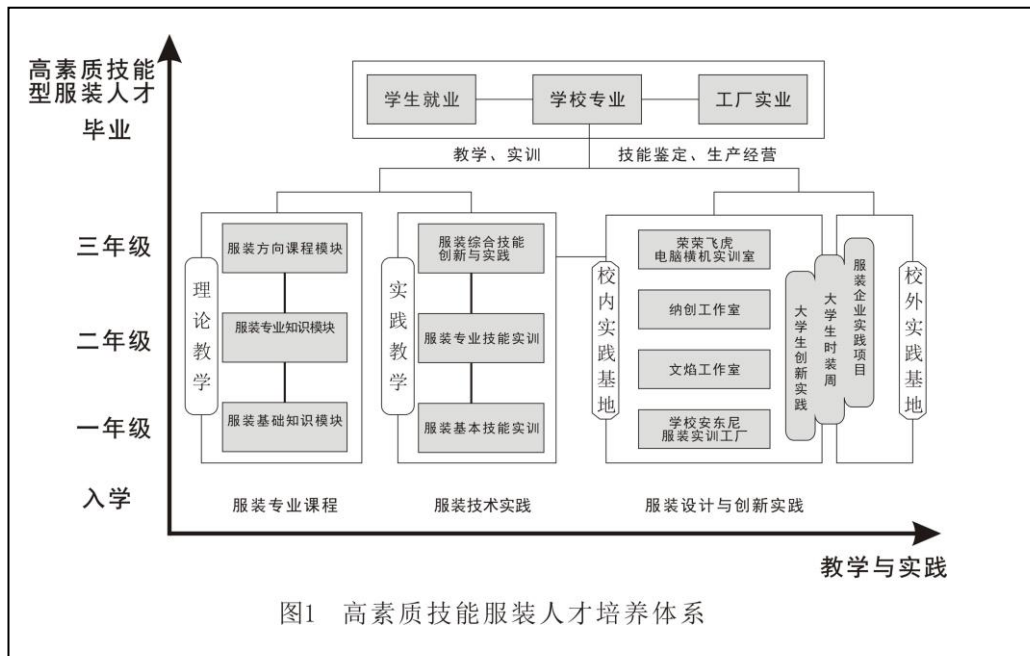 高素质技能
型服装人才
毕业
三年级
二年级
一年级
入学
学生就业
学校专业
工厂实业
教学、实训
技能鉴定、生产经营
理论教学
服装方向课程模块
服装专业知识模块
服装基础知识模块
实践教学
服装综合技能
创新与实践
服装专业技能实训
服装基本技能实训
校内实践基地
荣荣飞虎
电脑横机实训室
纳创工作室
文焰工作室
学校安东尼
服装实训工厂
大学生创新实践
大学生时装周
服装企业实践项目
校外实践基地
服装专业课程
服装技术实践
服装设计与创新实践
教学与实践
图1 高素质技能服装人才培养体系